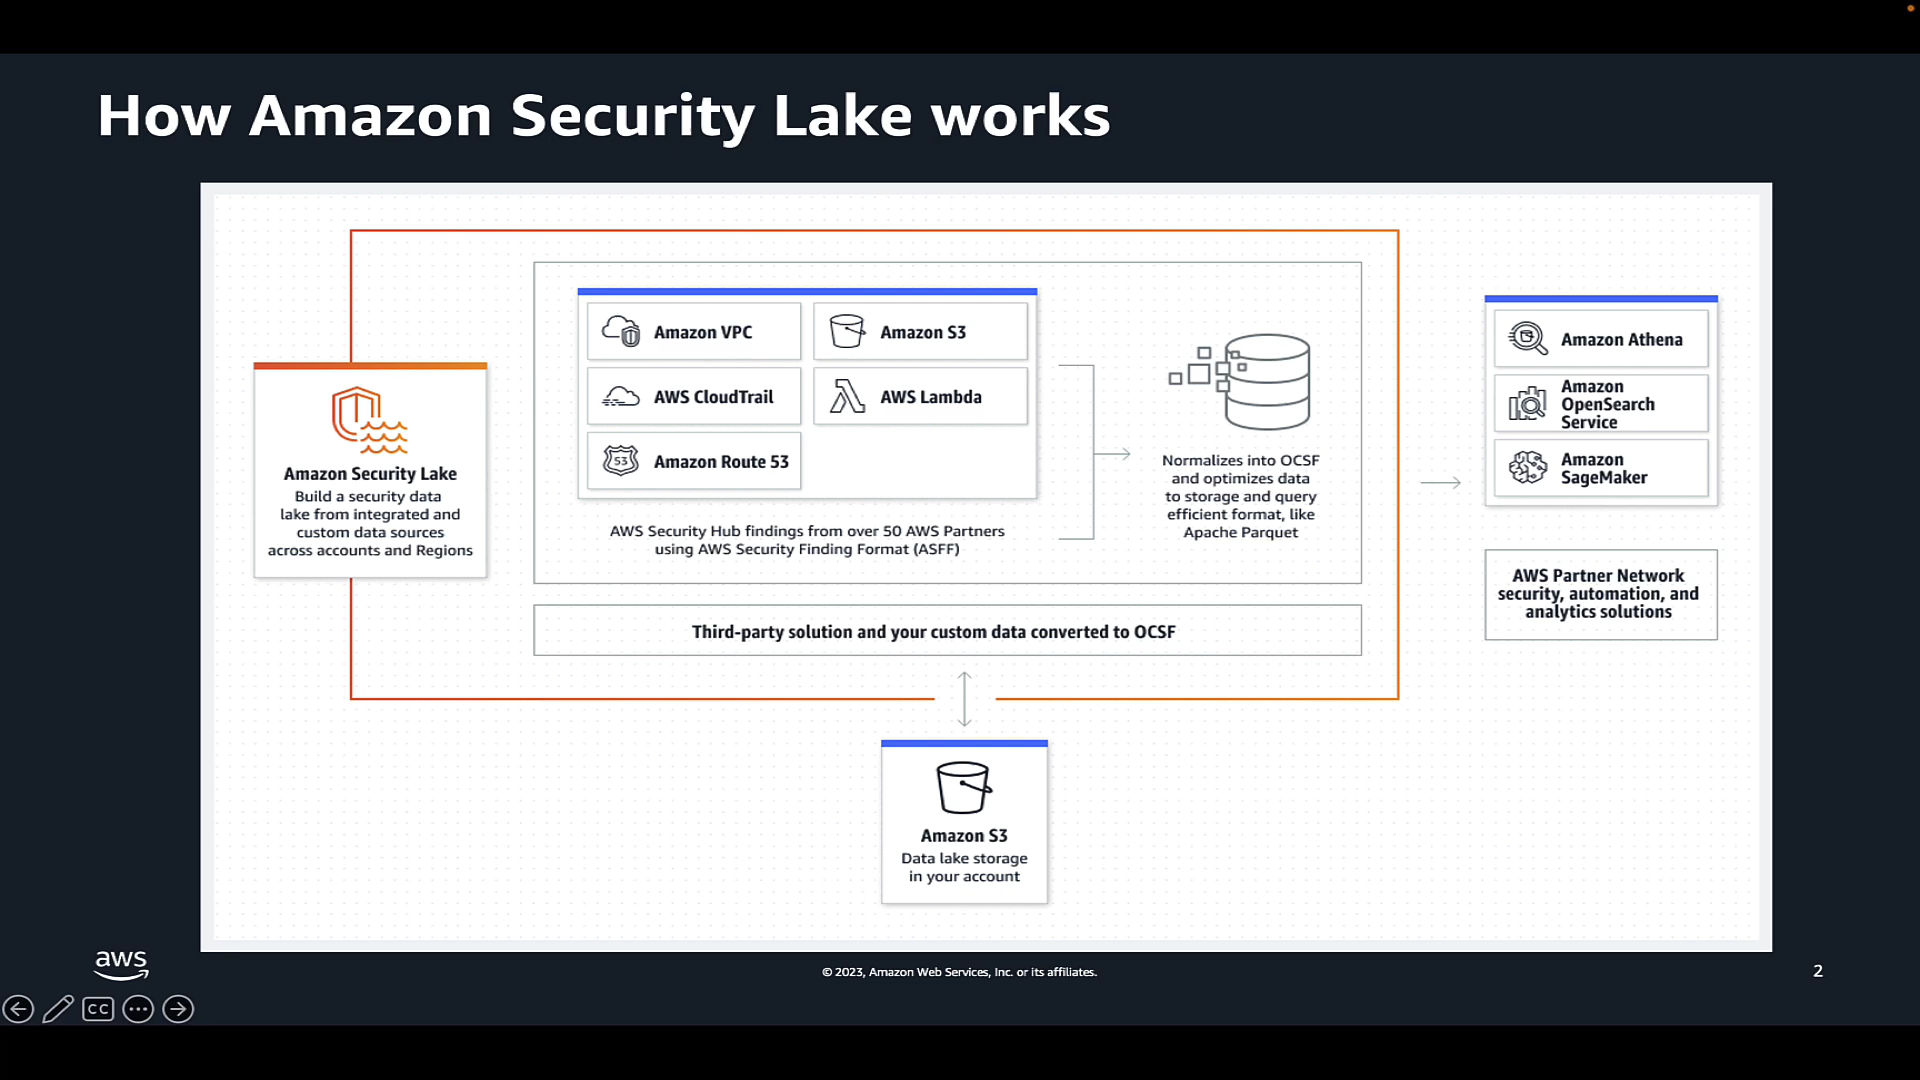 How Amazon Security Lake works
Amazon Security Lake
Build a security data
lake from integrated and
custom data sources
across accounts and Regions
Amazon VPC
Amazon S3
AWS CloudTrail
AWS Lambda
53
Amazon Route 53
AWS Security Hub findings from over 50 AWS Partners
using AWS Security Finding Format (ASFF)
Normalizes into OCSF
and optimizes data
to storage and query
efficient format, like
Apache Parquet
Third-party solution and your custom data converted to OCSF
Amazon S3
Data lake storage
in your account
Amazon Athena
Amazon
OpenSearch
Service
Amazon
SageMaker
AWS Partner Network
security, automation, and
analytics solutions
aws
© 2023, Amazon Web Services, Inc. or its affiliates.
2
CC